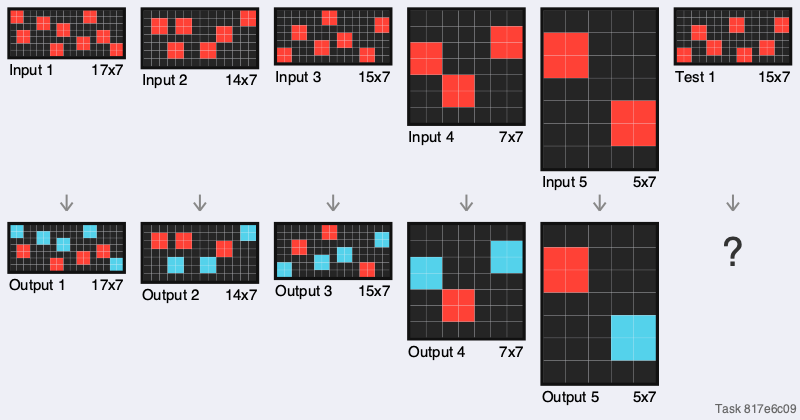 Input 1 17x7
Input 2 14x7
Input 3 15x7
Input 4 7x7
Input 5 5x7
Test 1 15x7
Output 1 17x7
Output 2 14x7
Output 3 15x7
Output 4 7x7
Output 5 5x7
?
Task 817e6c09